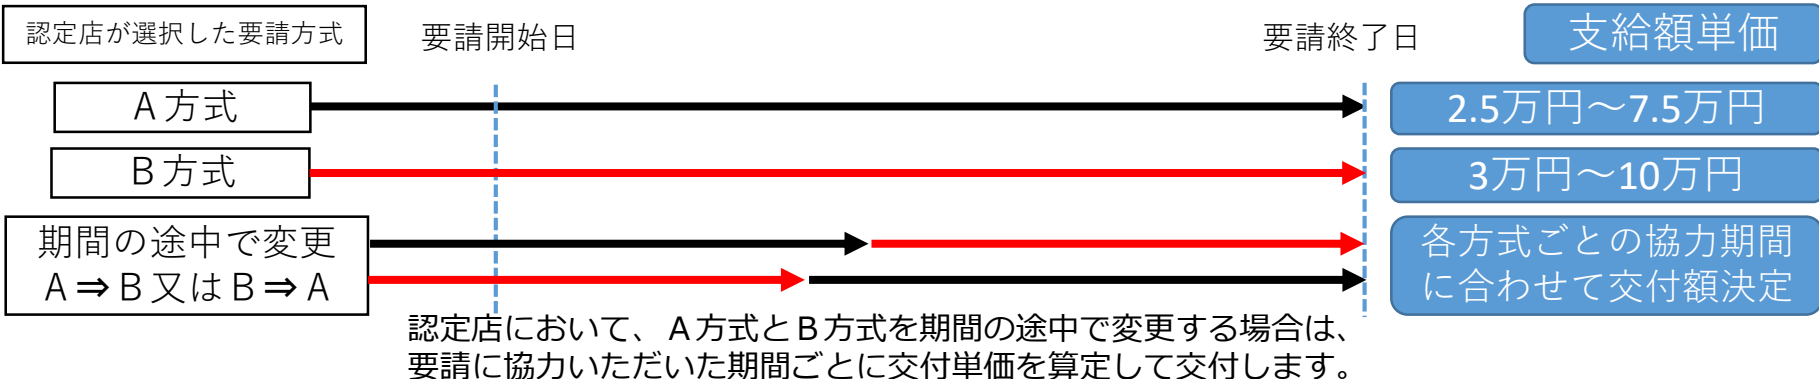 認定店が選択した要請方式
要請開始日
要請終了日
支給額単価
A方式
2.5万円～7.5万円
B方式
3万円～10万円
期間の途中で変更
A⇒B又はB⇒A
各方式ごとの協力期間
に合わせて交付額決定
認定店において、A方式とB方式を期間の途中で変更する場合は、
要請に協力いただいた期間ごとに交付単価を算定して交付します。